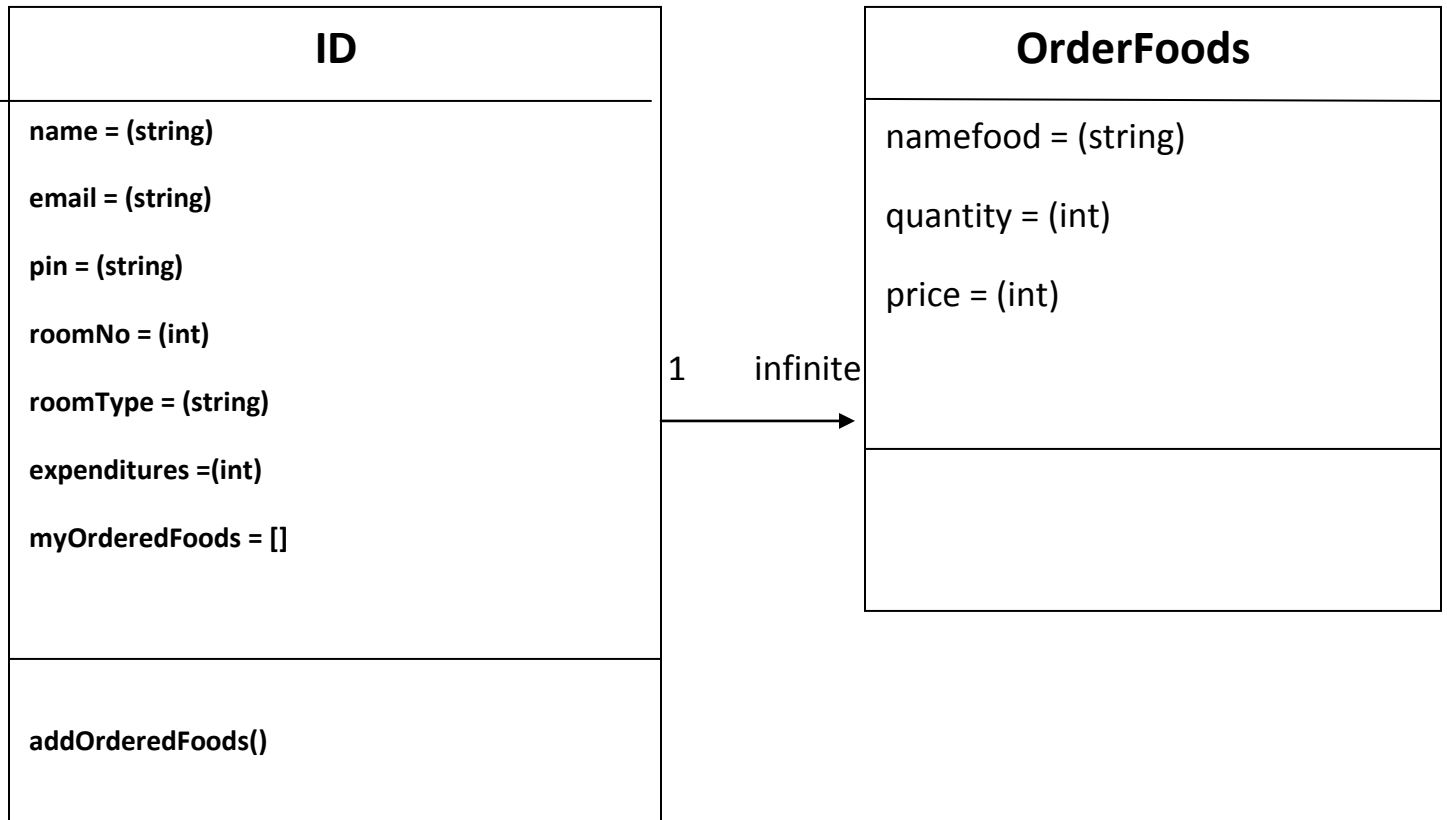 ID
name = (string)
email = (string)
pin = (string)
roomNo = (int)
roomType = (string)
expenditures =(int)
myOrderedFoods = []
addOrderedFoods()
1 infinite
OrderFoods
namefood = (string)
quantity = (int)
price = (int)